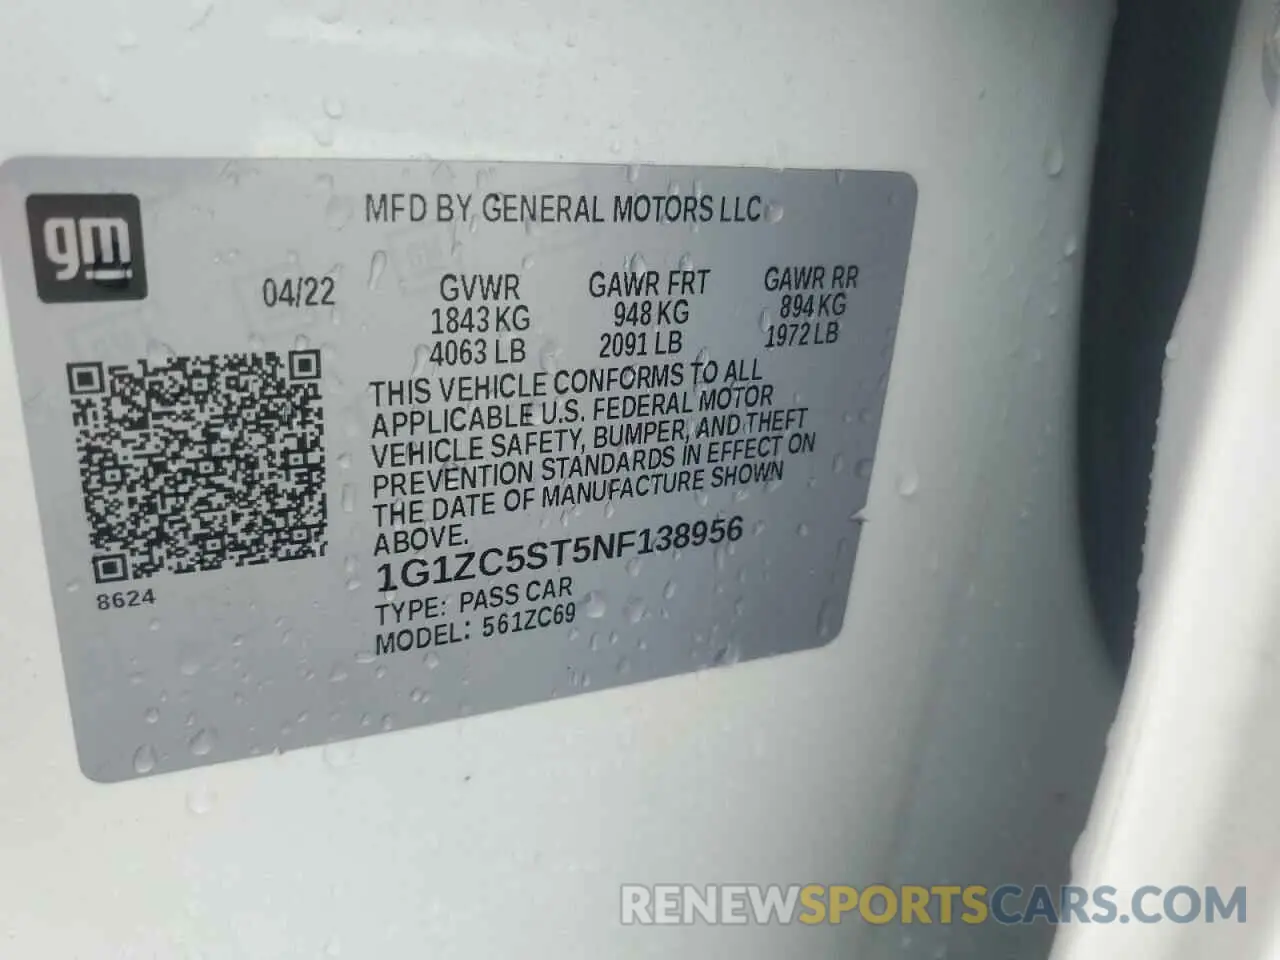 gm
MFD BY GENERAL MOTORS LLC
04/22 GVWR GAWR FRT GAWR RR
1843 KG 948 KG 894 KG
4063 LB 2091 LB 1972 LB
THIS VEHICLE CONFORMS TO ALL
APPLICABLE U.S. FEDERAL MOTOR
VEHICLE SAFETY, BUMPER, AND THEFT
PREVENTION STANDARDS IN EFFECT ON
THE DATE OF MANUFACTURE SHOWN
ABOVE.
1G1ZC5ST5NF138956
8624
TYPE: PASS CAR
MODEL: 561ZC69
RENEWSPORTSCARS.COM